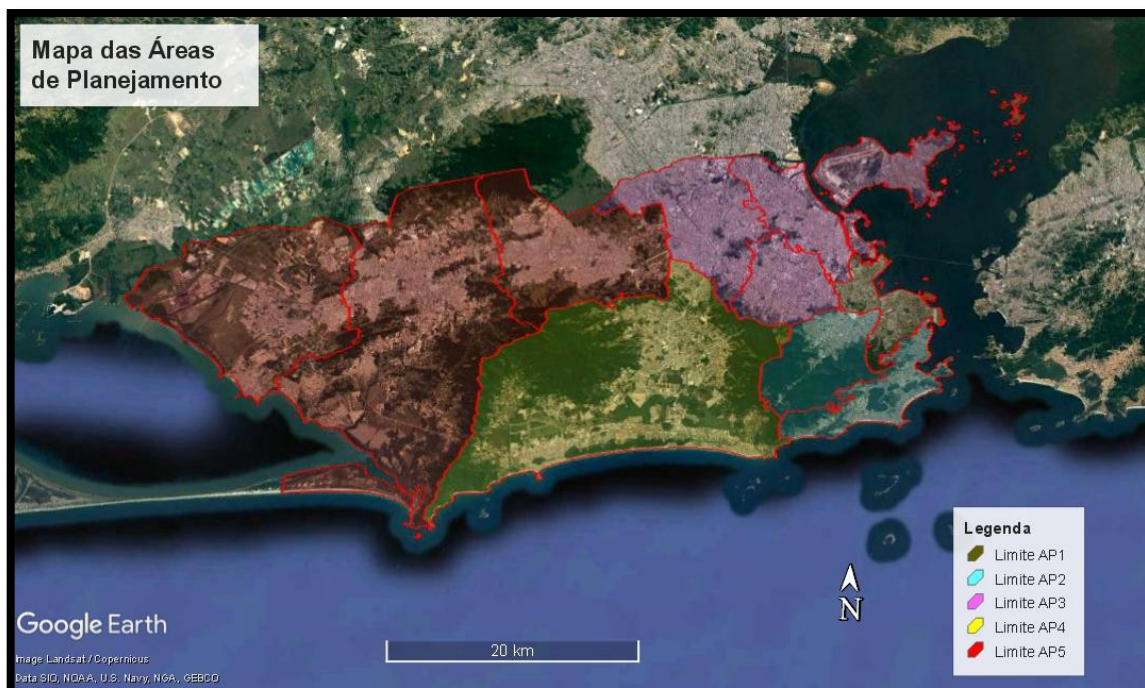 Mapa das Áreas
de Planejamento
Legenda
Limite AP1
Limite AP2
Limite AP3
Limite AP4
Limite AP5
N
Google Earth
20 km
Image Landsat / Copernicus
Data SIO, NOAA, U.S. Navy, NGA, GEBCO